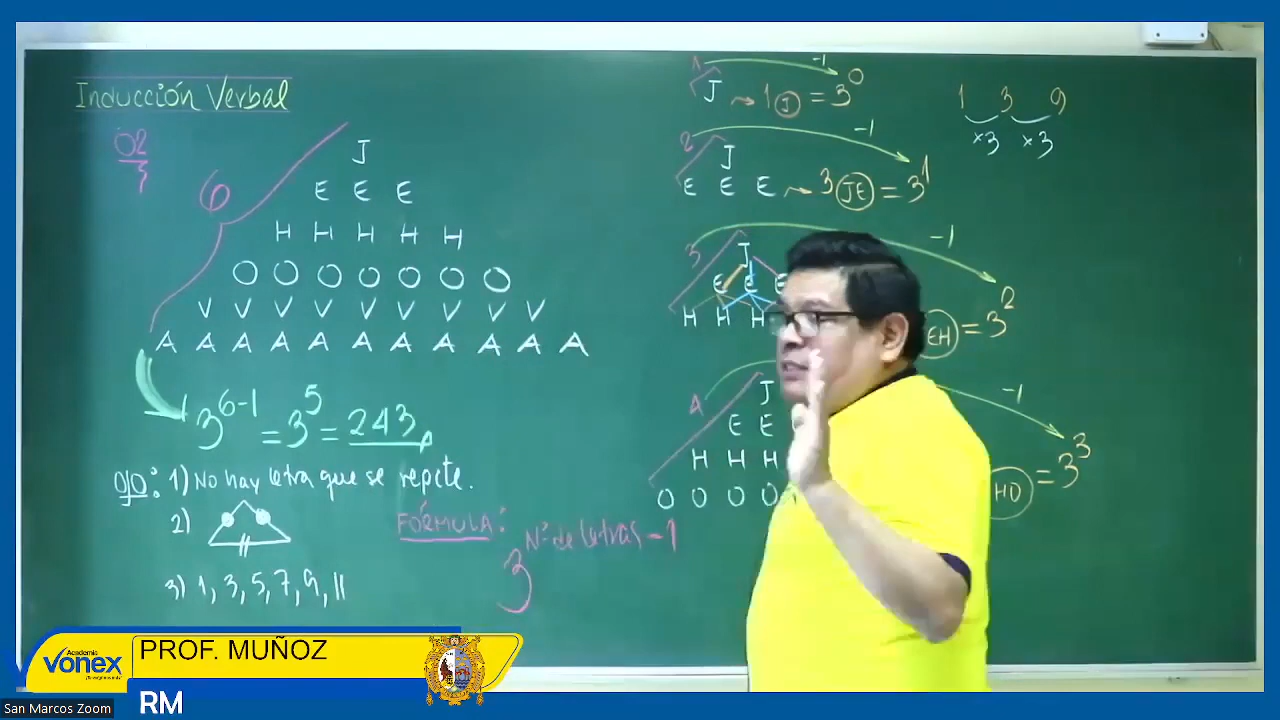 Inducción Verbal
02
6
J
E E E
H H H H H
O O O O O O O
V V V V V V V V V
A A A A A A A A A A A
3^6-1 = 3^5 = 243
OJO: 1) No hay letra que se repite.
2)
3) 1, 3, 5, 7, 9, 11
FÓRMULA:
3^N° de letras - 1
1 J → 1 J = 3^0
-1
2 J
E E E → 3 JE = 3^1
-1
3 J
E E E
H H H
EH = 3^2
-1
4 J
E E
H H H
O O O O
HO = 3^3
-1
1 3 9
×3 ×3
Academia
vonex
PROF. MUÑOZ
RM
San Marcos Zoom